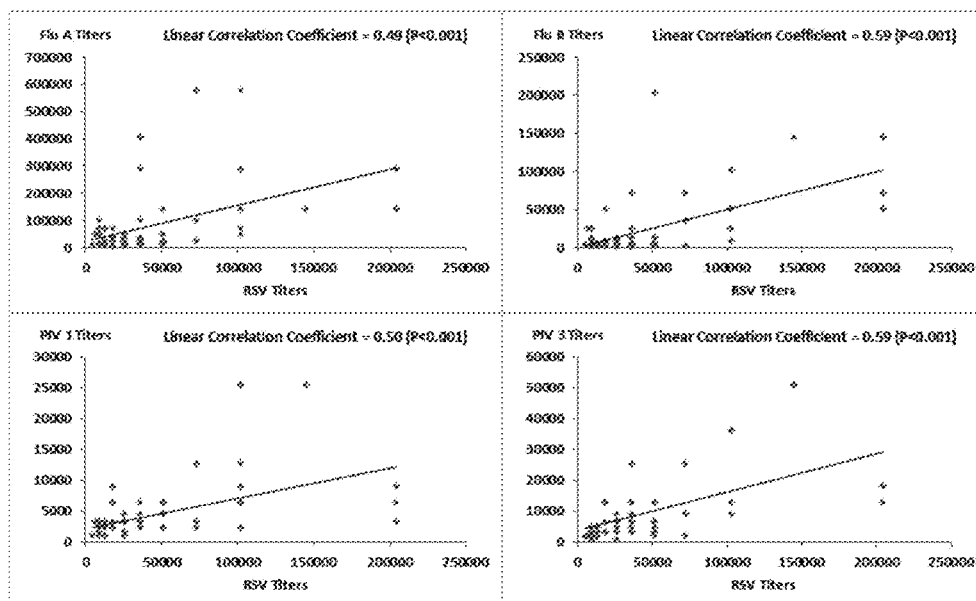 Flu A Titers Linear Correlation Coefficient = 0.49 (P<0.001)
700000
600000
500000
400000
300000
200000
100000
0
0 50000 100000 150000 200000 250000
RSV Titers
Flu B Titers Linear Correlation Coefficient = 0.59 (P<0.001)
250000
200000
150000
100000
50000
0
0 50000 100000 150000 200000 250000
RSV Titers
PIV 1 Titers Linear Correlation Coefficient = 0.50 (P<0.001)
30000
25000
20000
15000
10000
5000
0
0 50000 100000 150000 200000 250000
RSV Titers
PIV 3 Titers Linear Correlation Coefficient = 0.59 (P<0.001)
60000
50000
40000
30000
20000
10000
0
0 50000 100000 150000 200000 250000
RSV Titers